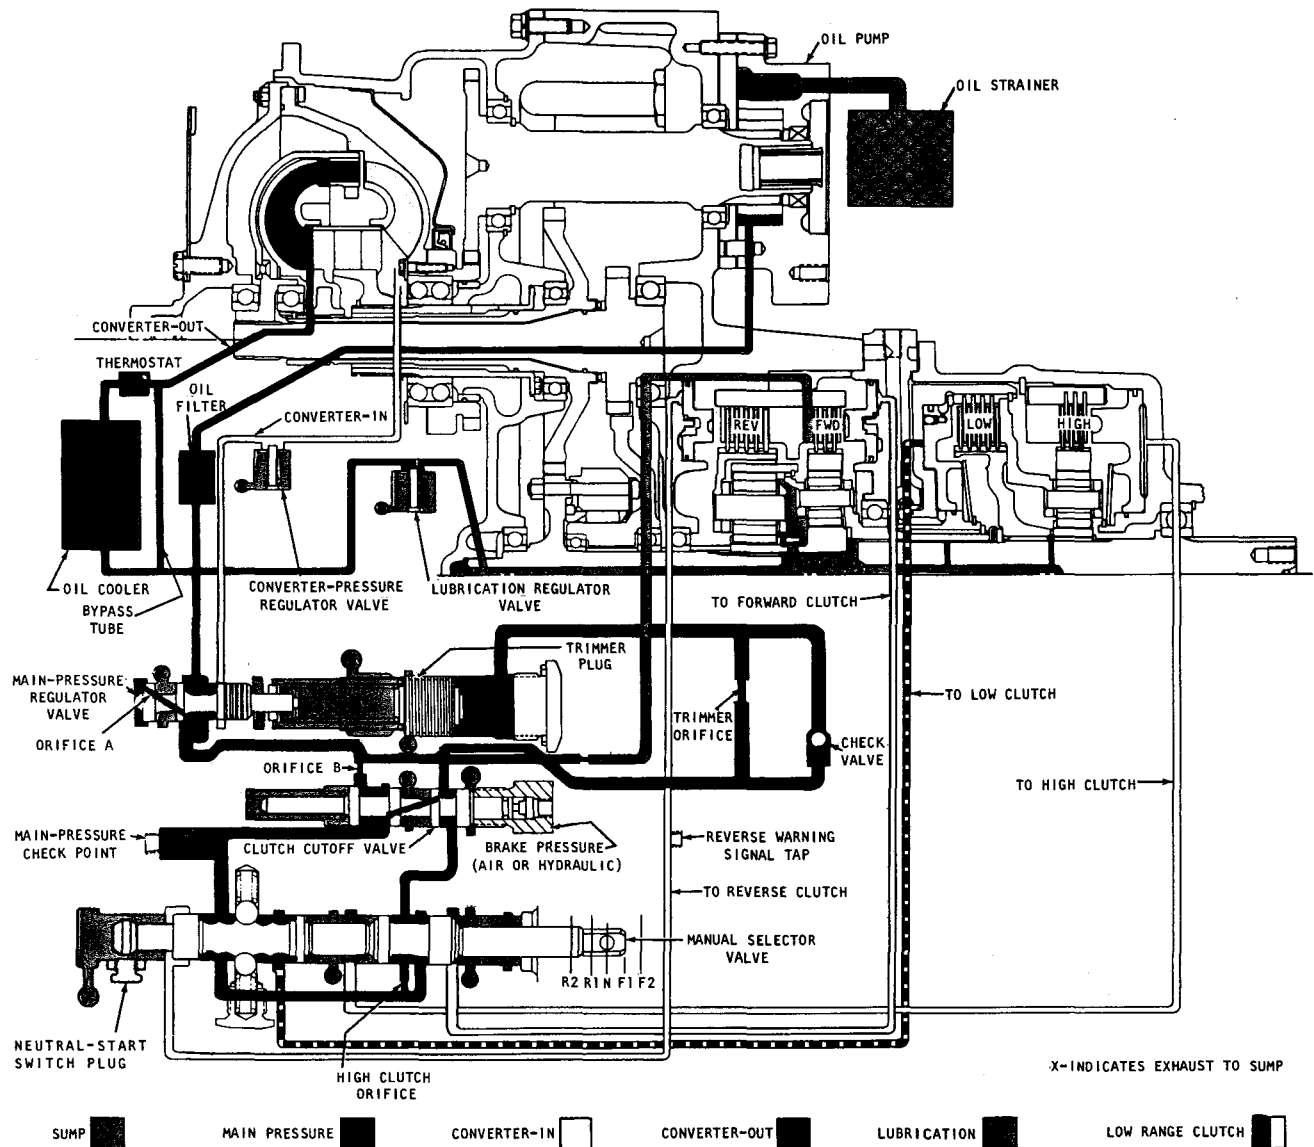 OIL PUMP
OIL STRAINER
CONVERTER-OUT
THERMOSTAT
OIL
FILTER
CONVERTER-IN
REV
FWD
LOW
HIGH
OIL COOLER
BYPASS
TUBE
CONVERTER-PRESSURE
REGULATOR VALVE
LUBRICATION REGULATOR
VALVE
TO FORWARD CLUTCH
TRIMMER
PLUG
MAIN-PRESSURE
REGULATOR
VALVE
ORIFICE A
TO LOW CLUTCH
TRIMMER
ORIFICE
CHECK
VALVE
ORIFICE B
TO HIGH CLUTCH
MAIN-PRESSURE
CHECK POINT
CLUTCH CUTOFF VALVE
BRAKE PRESSURE
(AIR OR HYDRAULIC)
REVERSE WARNING
SIGNAL TAP
TO REVERSE CLUTCH
MANUAL SELECTOR
VALVE
R2 R1 N F1 F2
NEUTRAL-START
SWITCH PLUG
HIGH CLUTCH
ORIFICE
X-INDICATES EXHAUST TO SUMP
SUMP
MAIN PRESSURE
CONVERTER-IN
CONVERTER-OUT
LUBRICATION
LOW RANGE CLUTCH